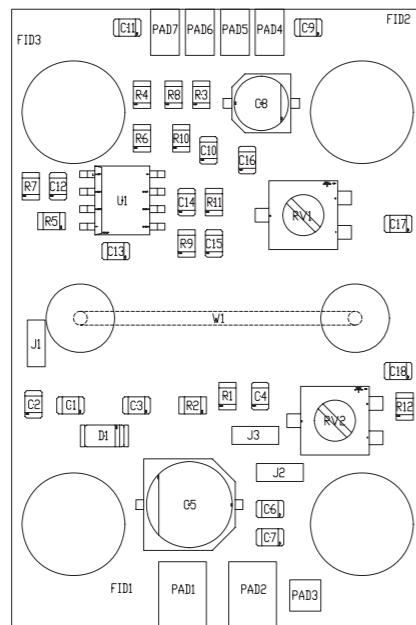 FID2
C11 PAD7 PAD6 PAD5 PAD4 C9
FID3
R4 R8 R3 C8
R6 R10 C10
C16
R7 C12 U1 C14 R11 RV1
R5 C17
C13 R9 C15
W1
J1
C18
C2 C1 C3 R2 R1 C4 R12
D1 J3 RV2
J2
C5 C6
C7
FID1 PAD1 PAD2 PAD3